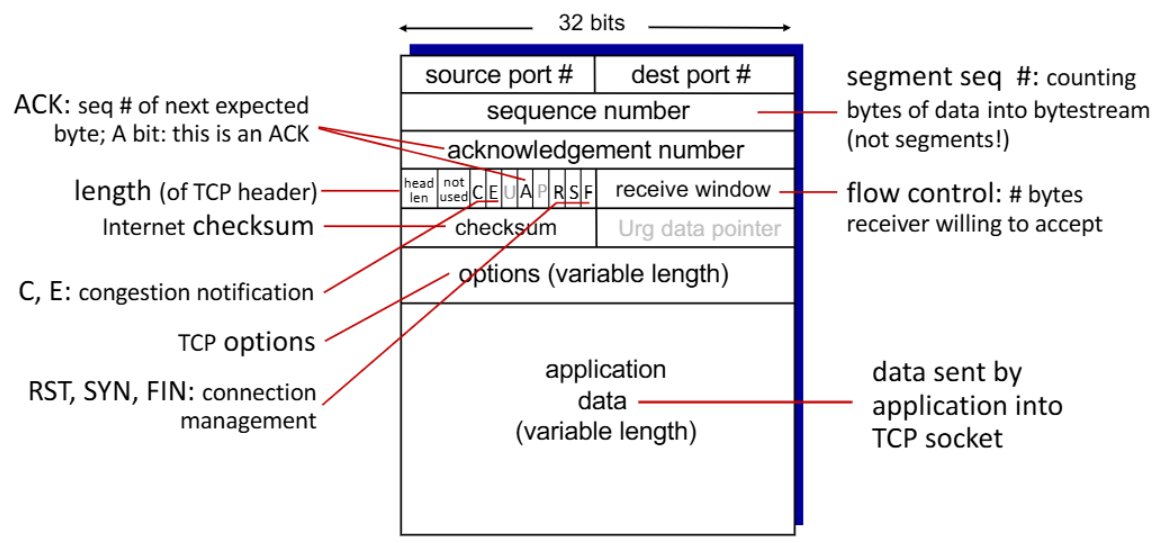 32 bits
source port #
dest port #
sequence number
acknowledgement number
head
len
not
used
C E U A P R S F
receive window
checksum
Urg data pointer
options (variable length)
application
data
(variable length)
ACK: seq # of next expected
byte; A bit: this is an ACK
length (of TCP header)
Internet checksum
C, E: congestion notification
TCP options
RST, SYN, FIN: connection
management
segment seq #: counting
bytes of data into bytestream
(not segments!)
flow control: # bytes
receiver willing to accept
data sent by
application into
TCP socket